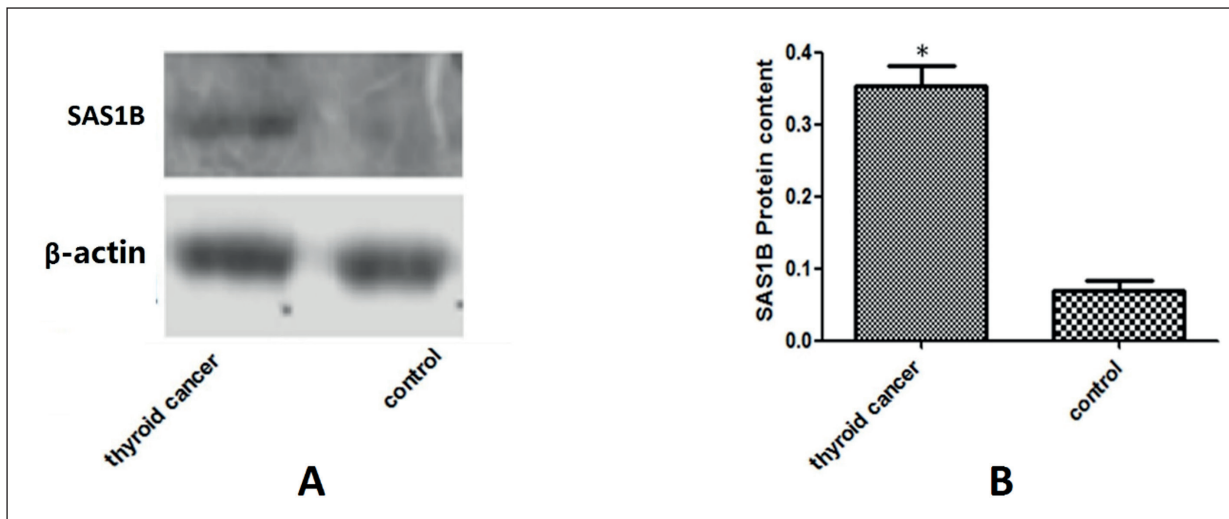 SAS1B
β-actin
thyroid cancer
control
A
SAS1B Protein content
0.4
0.3
0.2
0.1
0.0
*
thyroid cancer
control
B